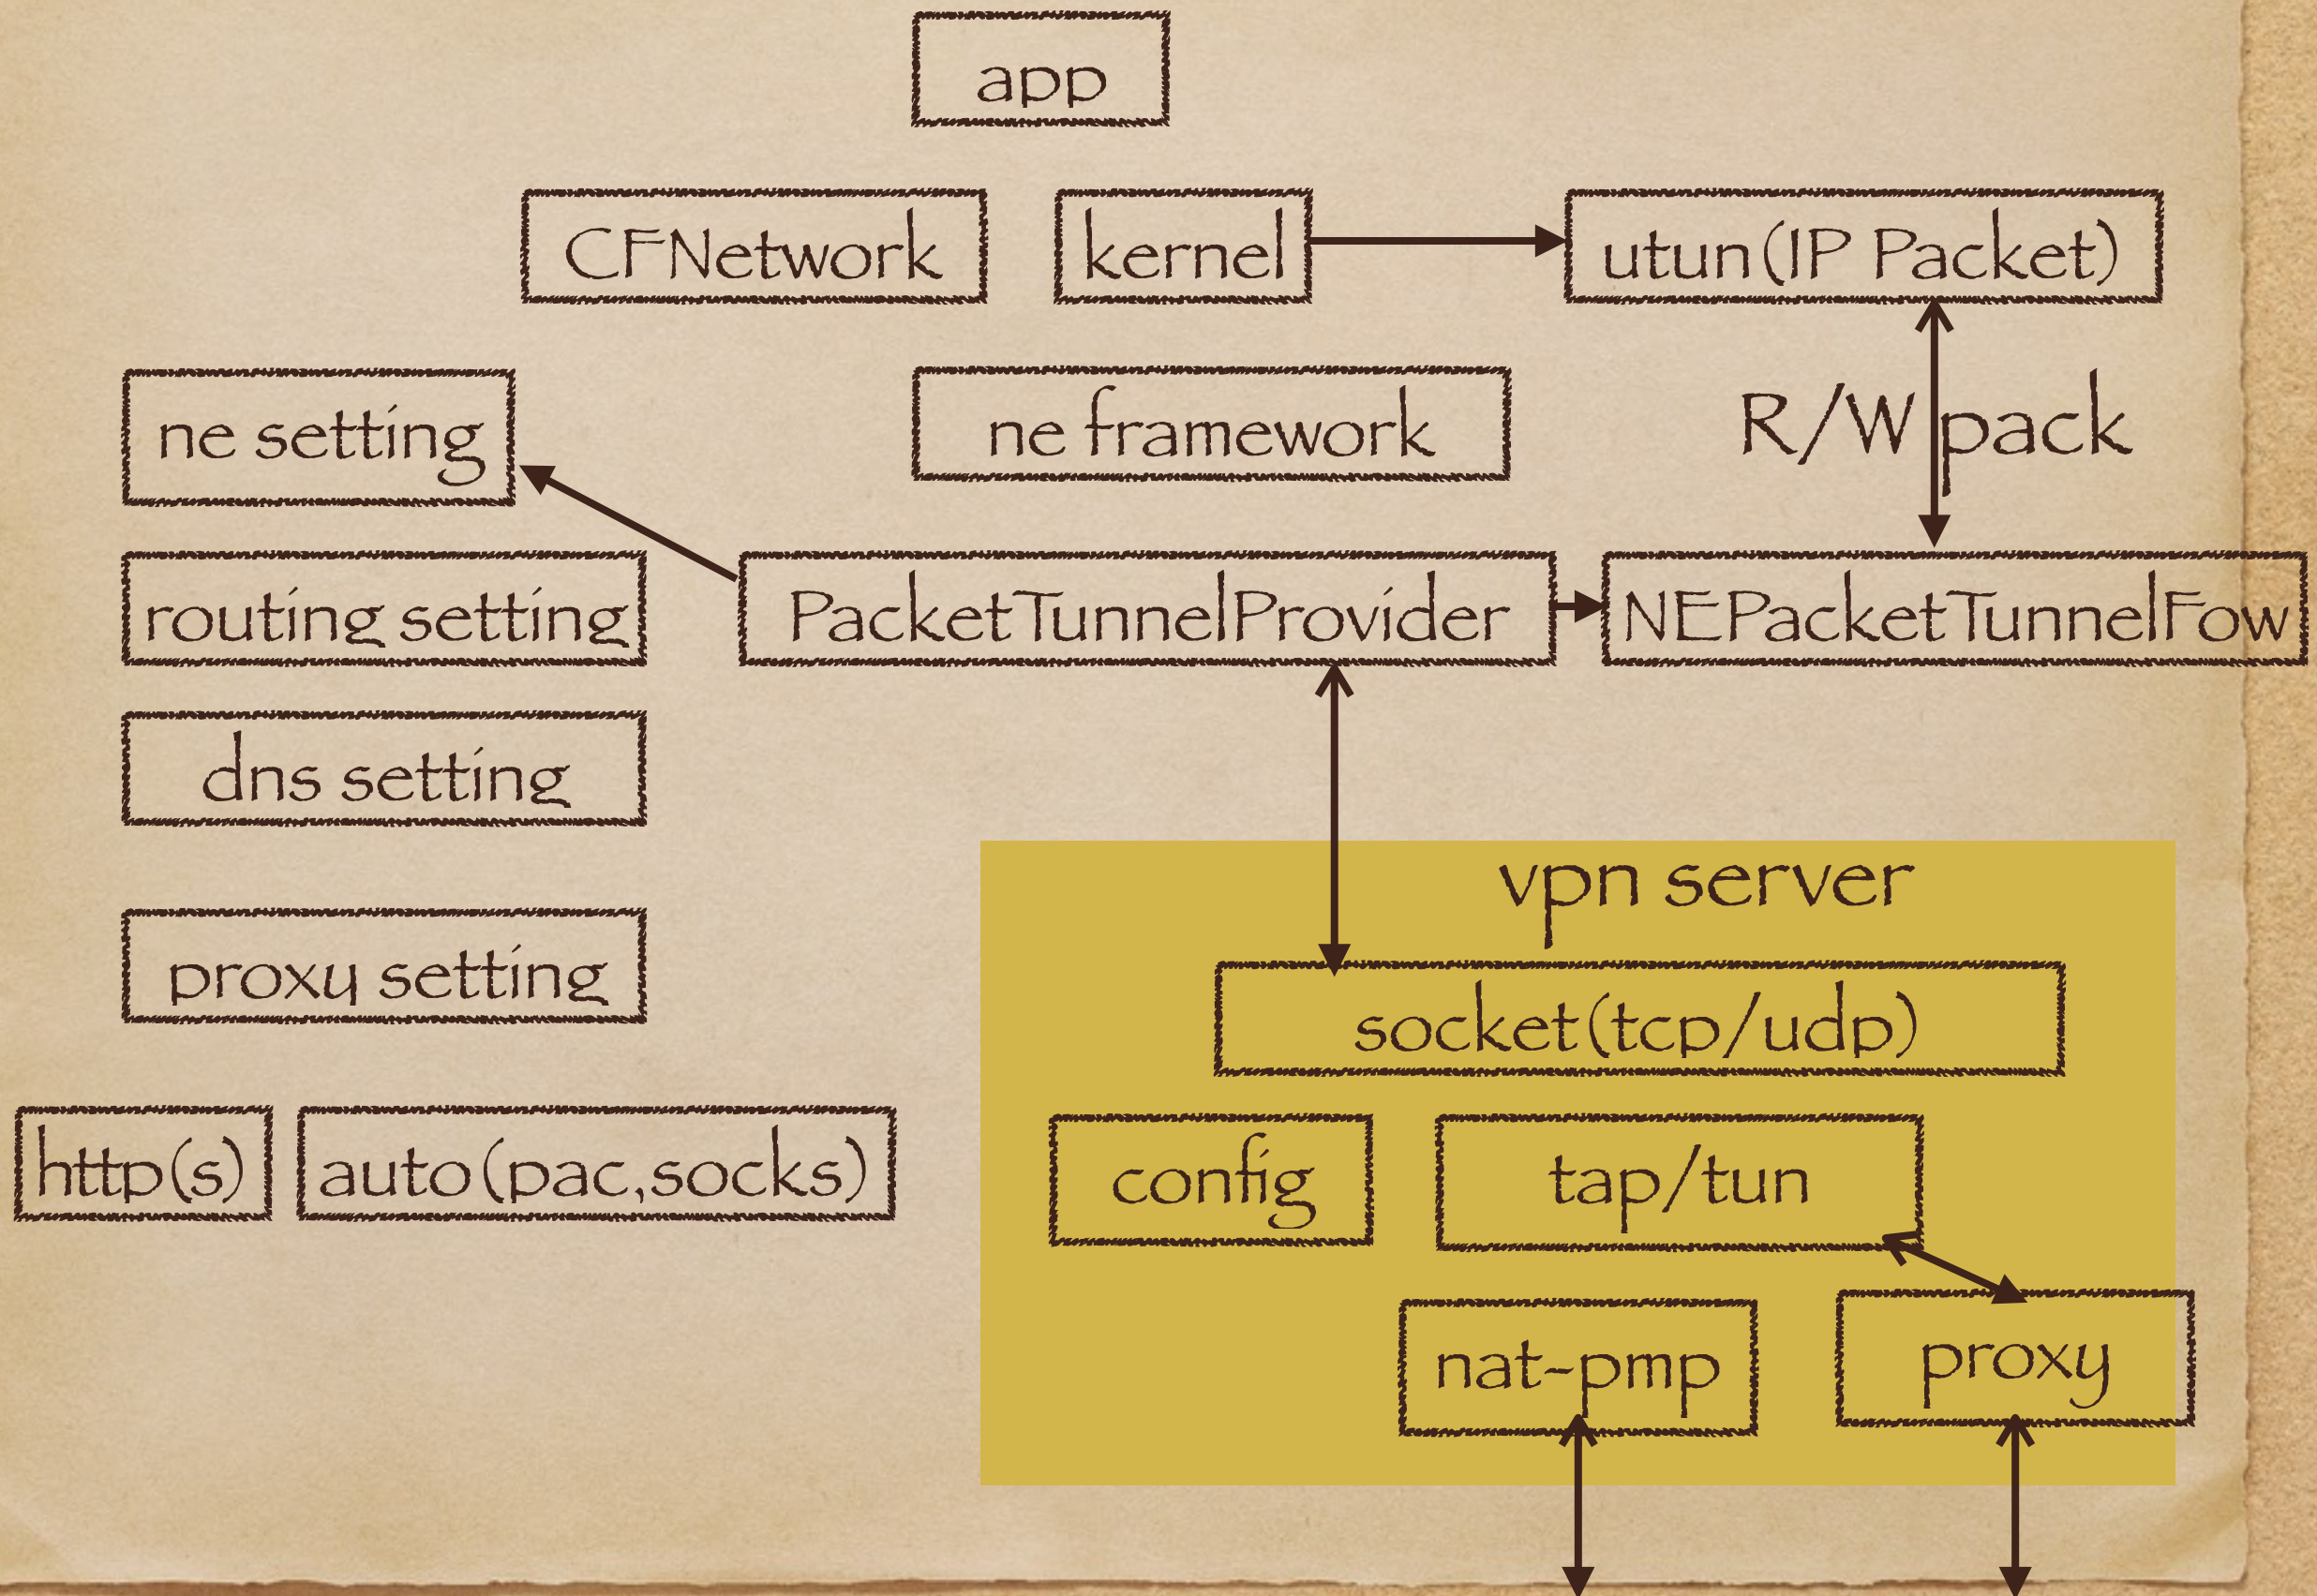 app
CFNetwork
kernel
utun(IP Packet)
ne setting
ne framework
R/W pack
routing setting
PacketTunnelProvider
NEPacketTunnelFow
dns setting
vpn server
proxy setting
socket(tcp/udp)
http(s)
auto(pac,socks)
config
tap/tun
nat-pmp
proxy